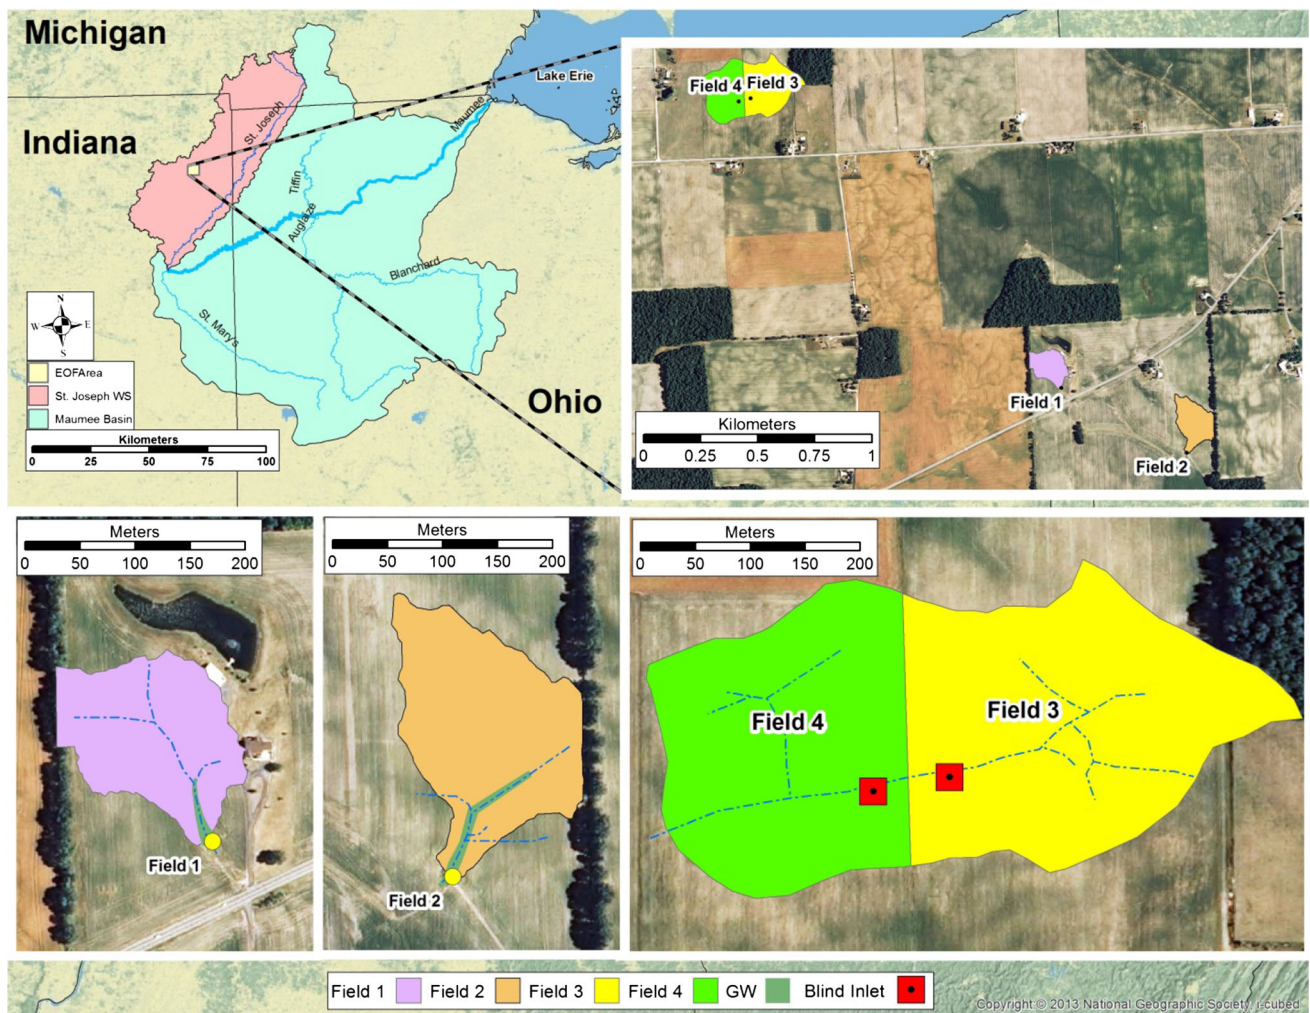 Michigan
Indiana
Ohio
Lake Erie
St. Joseph
Maumee
Tiffin
Auglaize
Blanchard
St. Mary's
N
W E
S
EOFArea
St. Joseph WS
Maumee Basin
Kilometers
0 25 50 75 100
Field 4 Field 3
Field 1
Field 2
Kilometers
0 0.25 0.5 0.75 1
Meters
0 50 100 150 200
Field 1
Meters
0 50 100 150 200
Field 2
Meters
0 50 100 150 200
Field 4
Field 3
Field 1 Field 2 Field 3 Field 4 GW Blind Inlet
Copyright:© 2013 National Geographic Society, i-cubed